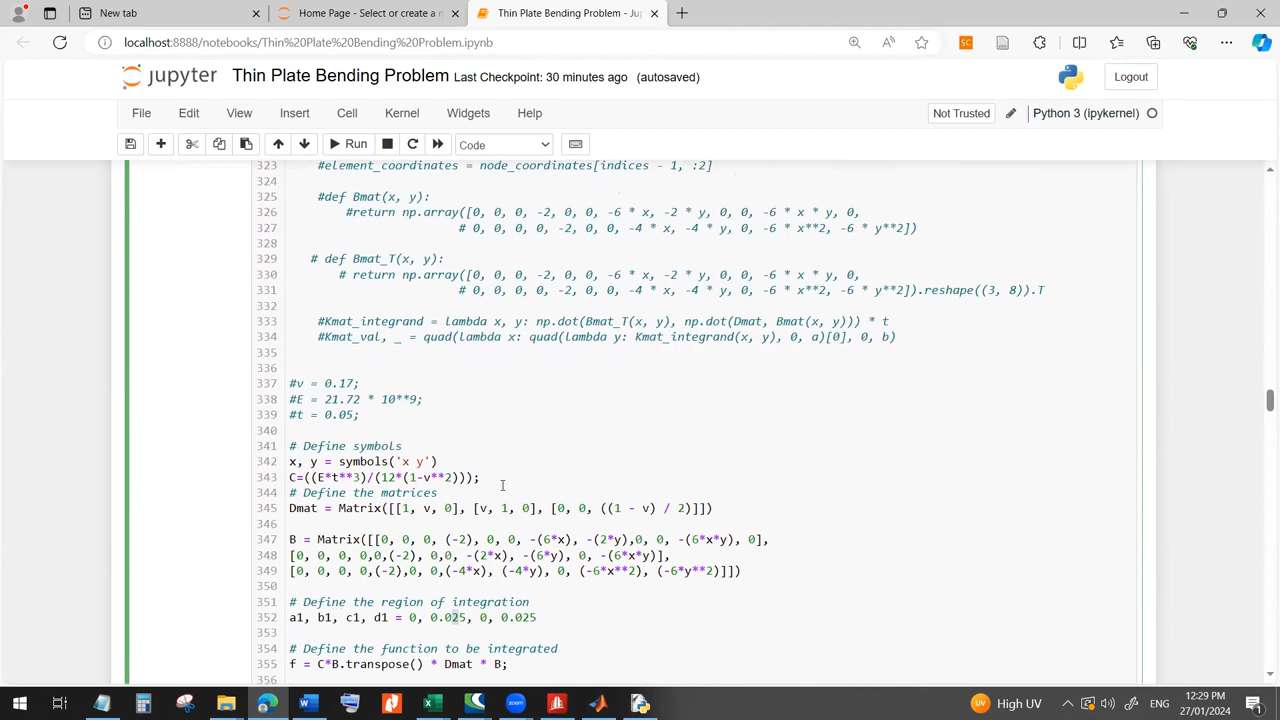 New tab
Home Page - Select or create a n
Thin Plate Bending Problem - Ju
localhost:8888/notebooks/Thin%20Plate%20Bending%20Problem.ipynb
jupyter Thin Plate Bending Problem Last Checkpoint: 30 minutes ago (autosaved)
Logout
File Edit View Insert Cell Kernel Widgets Help
Not Trusted
Python 3 (ipykernel)
Run
Code
323 #element_coordinates = node_coordinates[indices - 1, :2]
324
325 #def Bmat(x, y):
326 #return np.array([0, 0, 0, -2, 0, 0, -6 * x, -2 * y, 0, 0, -6 * x * y, 0,
327 # 0, 0, 0, 0, -2, 0, 0, -4 * x, -4 * y, 0, -6 * x**2, -6 * y**2])
328
329 # def Bmat_T(x, y):
330 # return np.array([0, 0, 0, -2, 0, 0, -6 * x, -2 * y, 0, 0, -6 * x * y, 0,
331 # 0, 0, 0, 0, -2, 0, 0, -4 * x, -4 * y, 0, -6 * x**2, -6 * y**2]).reshape((3, 8)).T
332
333 #Kmat_integrand = lambda x, y: np.dot(Bmat_T(x, y), np.dot(Dmat, Bmat(x, y))) * t
334 #Kmat_val, _ = quad(lambda x: quad(lambda y: Kmat_integrand(x, y), 0, a)[0], 0, b)
335
336
337 #v = 0.17;
338 #E = 21.72 * 10**9;
339 #t = 0.05;
340
341 # Define symbols
342 x, y = symbols('x y')
343 C=((E*t**3)/(12*(1-v**2)));
344 # Define the matrices
345 Dmat = Matrix([[1, v, 0], [v, 1, 0], [0, 0, ((1 - v) / 2)]])
346
347 B = Matrix([[0, 0, 0, (-2), 0, 0, -(6*x), -(2*y),0, 0, -(6*x*y), 0],
348 [0, 0, 0, 0,0,(-2), 0,0, -(2*x), -(6*y), 0, -(6*x*y)],
349 [0, 0, 0, 0,(-2),0, 0,(-4*x), (-4*y), 0, (-6*x**2), (-6*y**2)]])
350
351 # Define the region of integration
352 a1, b1, c1, d1 = 0, 0.025, 0, 0.025
353
354 # Define the function to be integrated
355 f = C*B.transpose() * Dmat * B;
356
High UV
ENG
12:29 PM
27/01/2024